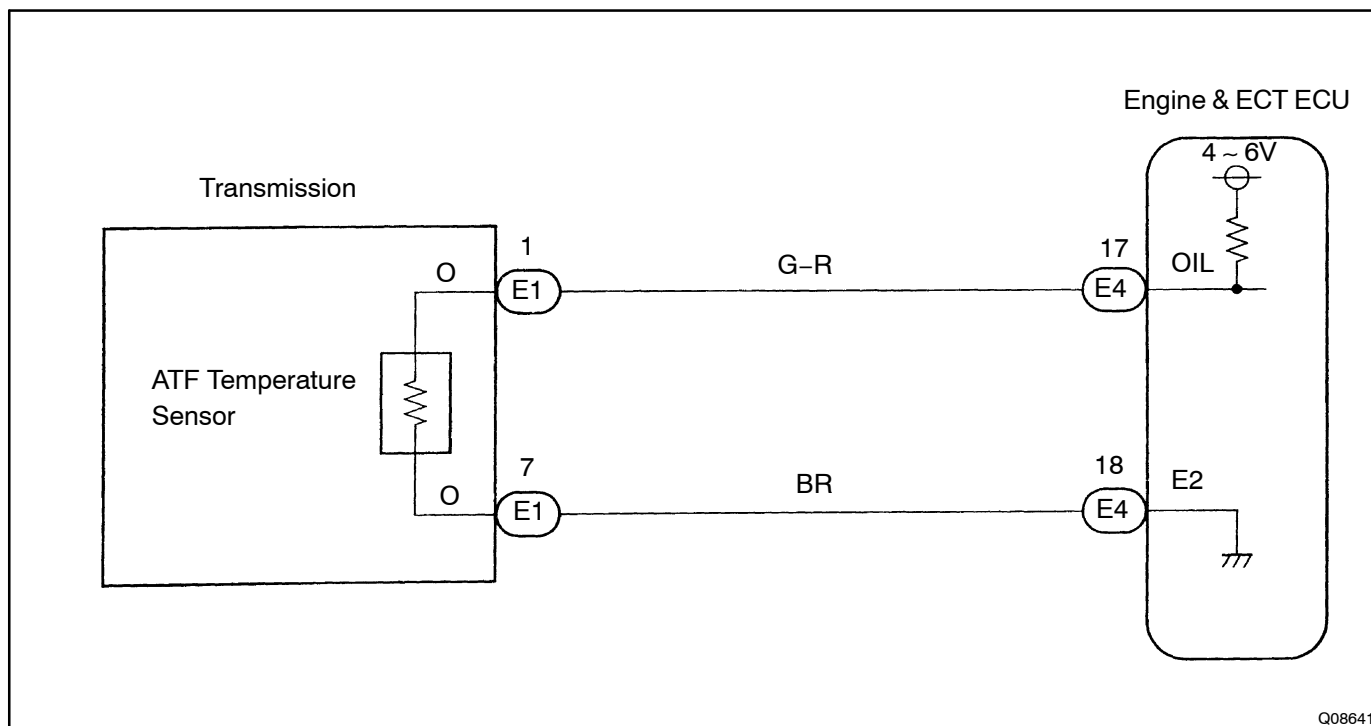 Engine & ECT ECU
4 ~ 6V
Transmission
1
17
O
G–R
OIL
E1
E4
ATF Temperature
Sensor
7
18
O
BR
E2
E1
E4
Q08641